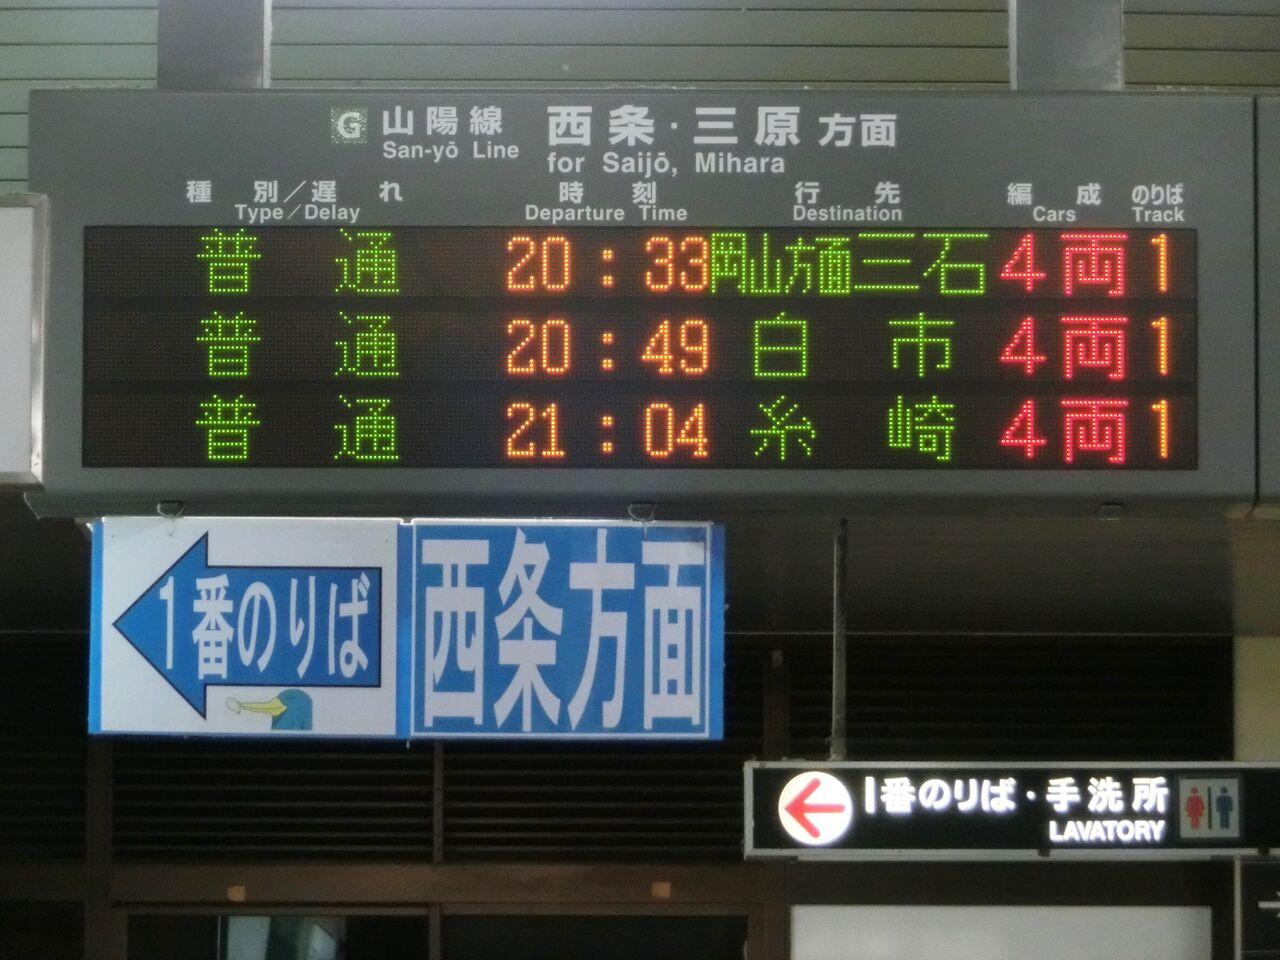 G 山陽線 西条・三原方面
San-yō Line for Saijō, Mihara
種別／遅れ 時刻 行先 編成 のりば
Type／Delay Departure Time Destination Cars Track
普通 20:33 岡山方面三石 4両 1
普通 20:49 白市 4両 1
普通 21:04 糸崎 4両 1
1番のりば 西条方面
1番のりば・手洗所
LAVATORY